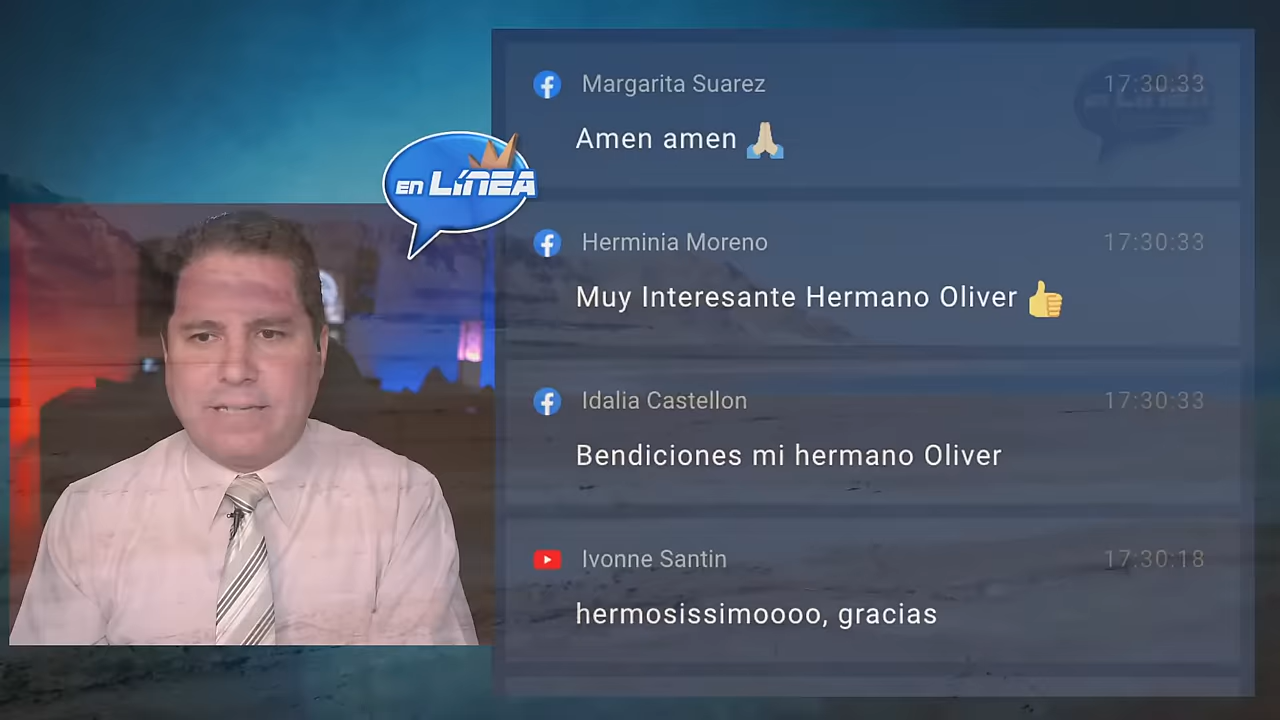 Margarita Suarez 17:30:33
Amen amen 🙏🏼
en Línea
Herminia Moreno 17:30:33
Muy Interesante Hermano Oliver 👍
Idalia Castellon 17:30:33
Bendiciones mi hermano Oliver
Ivonne Santin 17:30:18
hermosissimoooo, gracias